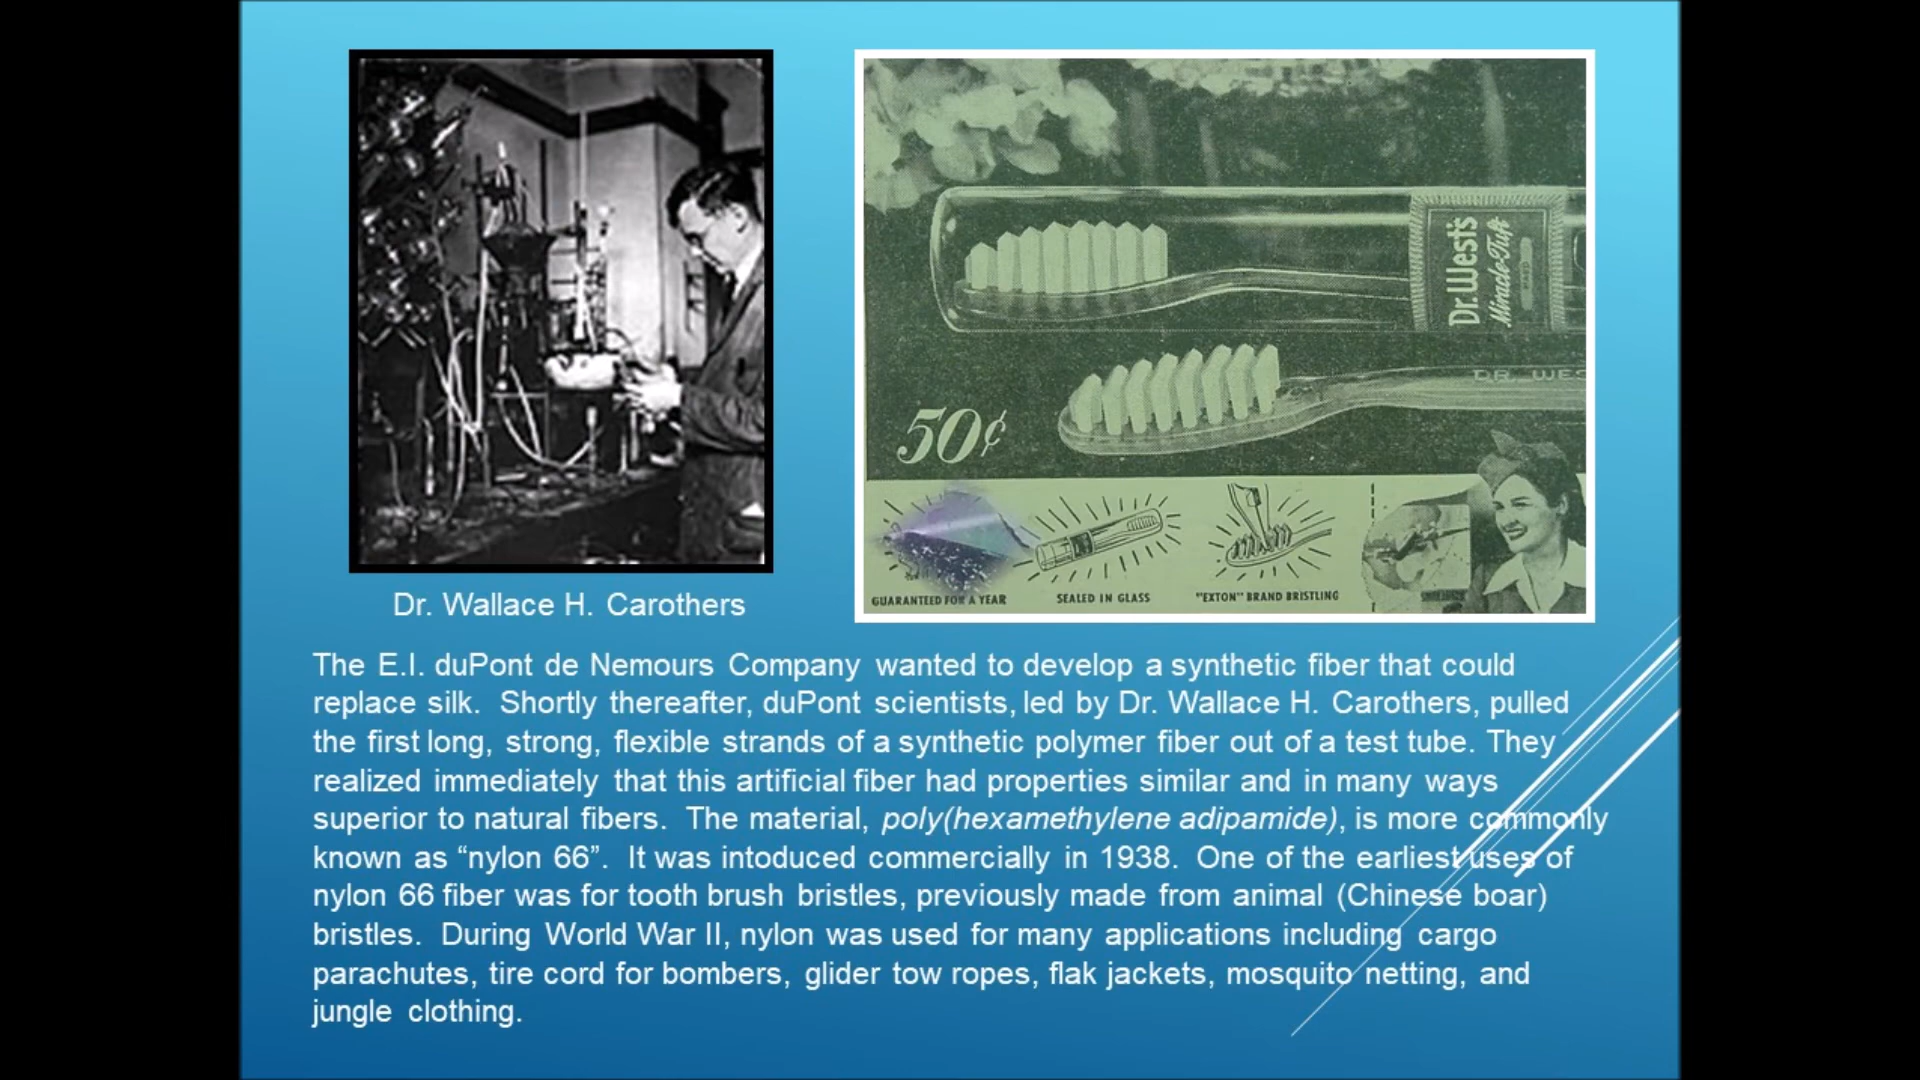 Dr. West's
Miracle-Tuft
DR. WES
50¢
GUARANTEED FOR A YEAR
SEALED IN GLASS
"EXTON" BRAND BRISTLING
Dr. Wallace H. Carothers
The E.I. duPont de Nemours Company wanted to develop a synthetic fiber that could
replace silk. Shortly thereafter, duPont scientists, led by Dr. Wallace H. Carothers, pulled
the first long, strong, flexible strands of a synthetic polymer fiber out of a test tube. They
realized immediately that this artificial fiber had properties similar and in many ways
superior to natural fibers. The material, poly(hexamethylene adipamide), is more commonly
known as “nylon 66”. It was intoduced commercially in 1938. One of the earliest uses of
nylon 66 fiber was for tooth brush bristles, previously made from animal (Chinese boar)
bristles. During World War II, nylon was used for many applications including cargo
parachutes, tire cord for bombers, glider tow ropes, flak jackets, mosquito netting, and
jungle clothing.